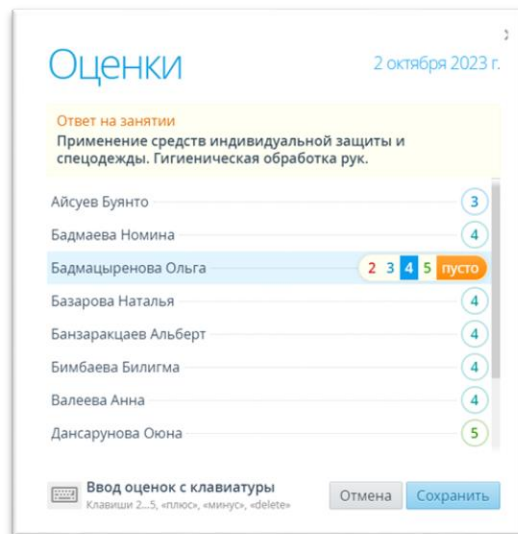 Оценки
2 октября 2023 г.
Ответ на занятии
Применение средств индивидуальной защиты и
спецодежды. Гигиеническая обработка рук.
Айсуев Буянто 3
Бадмаева Номина 4
Бадмацыренова Ольга 2 3 4 5 пусто
Базарова Наталья 4
Банзаракцаев Альберт 4
Бимбаева Билигма 4
Валеева Анна 4
Дансарунова Оюна 5
Ввод оценок с клавиатуры
Клавиши 2...5, «плюс», «минус», «delete»
Отмена Сохранить